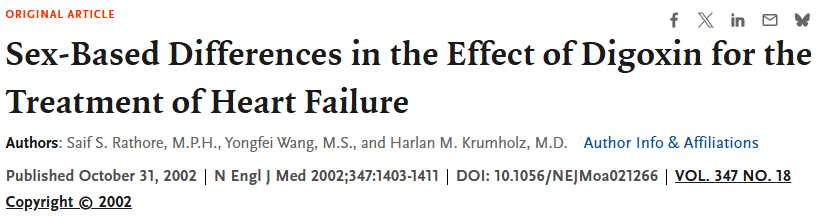 ORIGINAL ARTICLE
Sex-Based Differences in the Effect of Digoxin for the
Treatment of Heart Failure
Authors: Saif S. Rathore, M.P.H., Yongfei Wang, M.S., and Harlan M. Krumholz, M.D. Author Info & Affiliations
Published October 31, 2002 | N Engl J Med 2002;347:1403-1411 | DOI: 10.1056/NEJMoa021266 | VOL. 347 NO. 18
Copyright © 2002